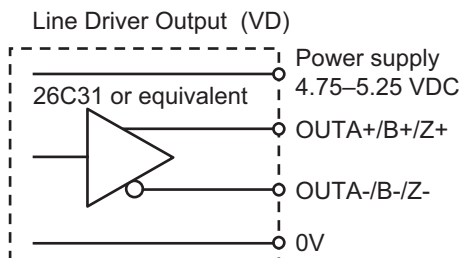 Line Driver Output (VD)
Power supply
4.75–5.25 VDC
26C31 or equivalent
OUTA+/B+/Z+
OUTA-/B-/Z-
0V